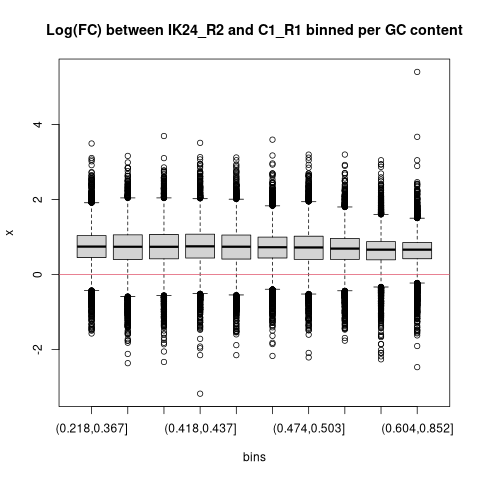 Log(FC) between IK24_R2 and C1_R1 binned per GC content
4
2
0
-2
x
(0.218,0.367]
(0.418,0.437]
(0.474,0.503]
(0.604,0.852]
bins